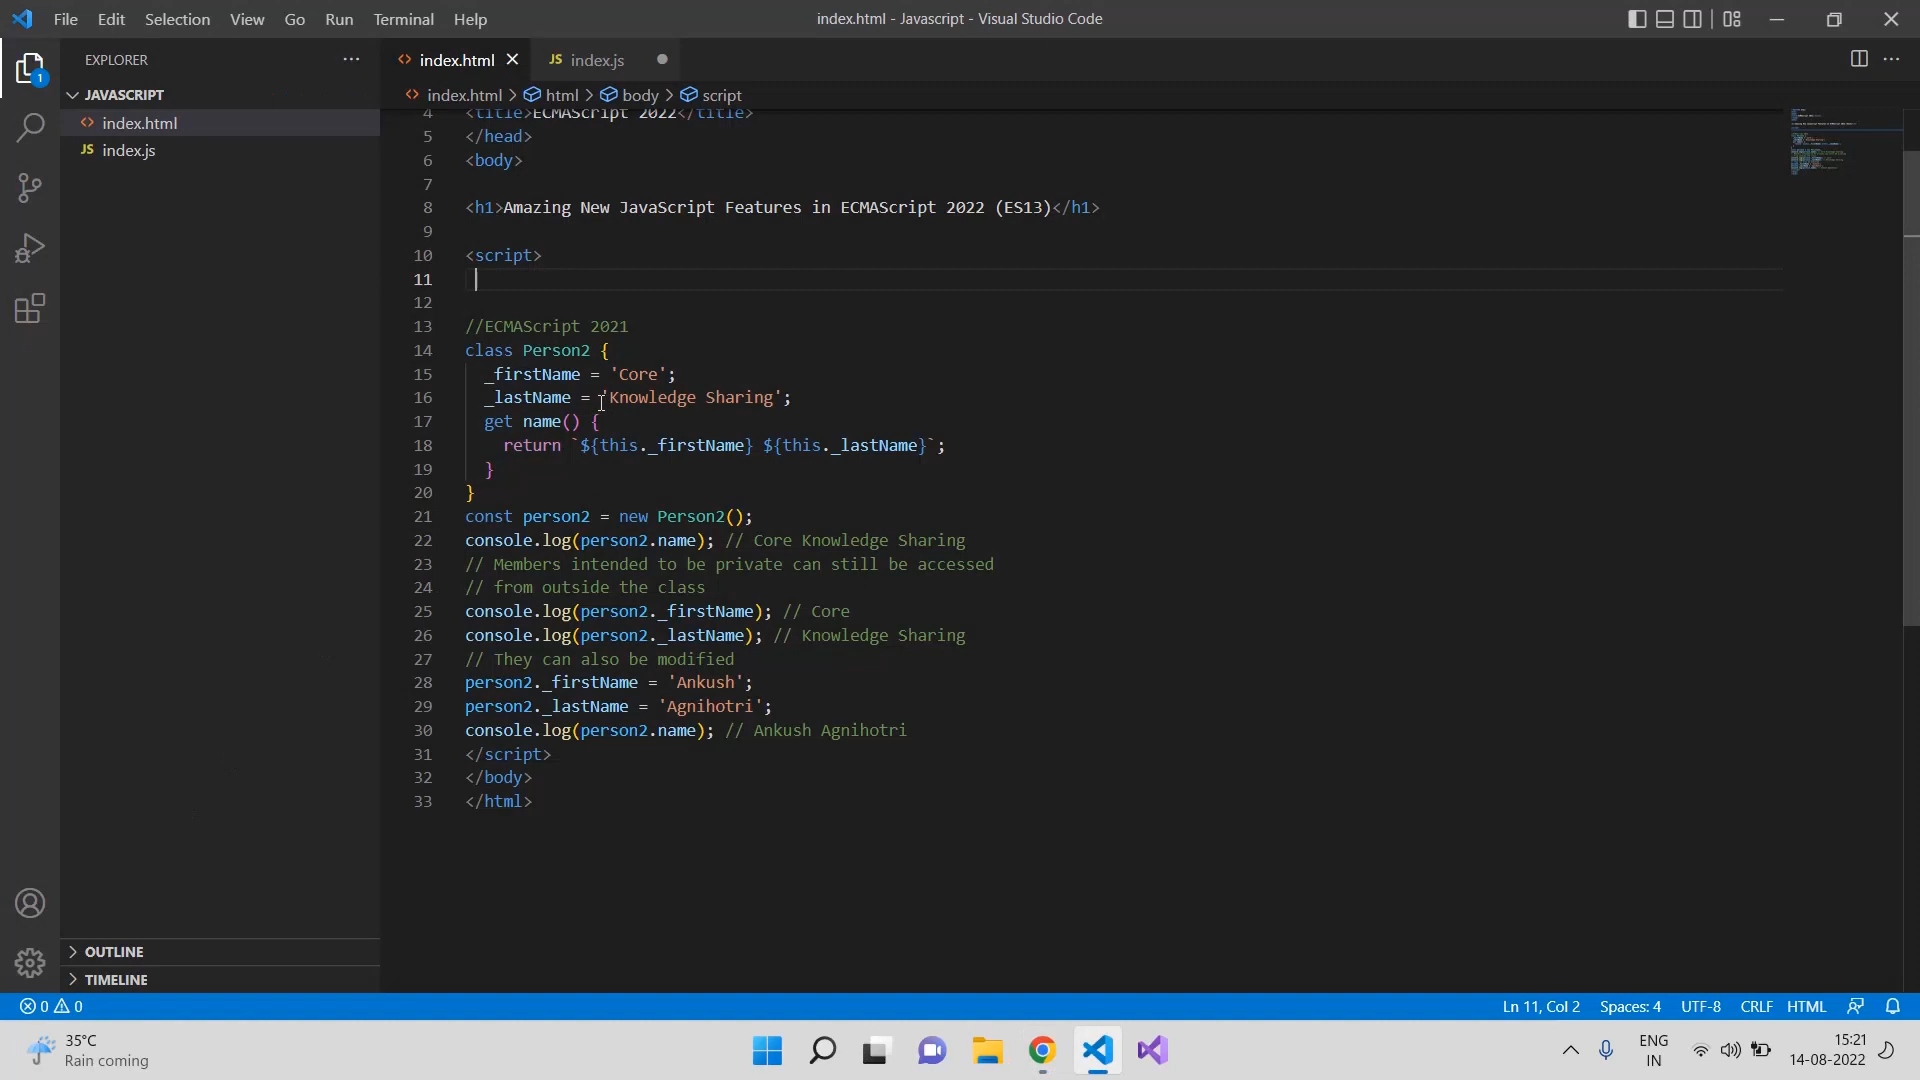 File Edit Selection View Go Run Terminal Help
index.html - Javascript - Visual Studio Code
EXPLORER
JAVASCRIPT
index.html
JS index.js
1
index.html
JS index.js
index.html > html > body > script
4 <title>ECMAScript 2022</title>
5 </head>
6 <body>
7
8 <h1>Amazing New JavaScript Features in ECMAScript 2022 (ES13)</h1>
9
10 <script>
11
12
13 //ECMAScript 2021
14 class Person2 {
15 _firstName = 'Core';
16 _lastName = 'Knowledge Sharing';
17 get name() {
18 return `${this._firstName} ${this._lastName}`;
19 }
20 }
21 const person2 = new Person2();
22 console.log(person2.name); // Core Knowledge Sharing
23 // Members intended to be private can still be accessed
24 // from outside the class
25 console.log(person2._firstName); // Core
26 console.log(person2._lastName); // Knowledge Sharing
27 // They can also be modified
28 person2._firstName = 'Ankush';
29 person2._lastName = 'Agnihotri';
30 console.log(person2.name); // Ankush Agnihotri
31 </script>
32 </body>
33 </html>
OUTLINE
TIMELINE
0 0
Ln 11, Col 2 Spaces: 4 UTF-8 CRLF HTML
35°C
Rain coming
ENG
IN
15:21
14-08-2022